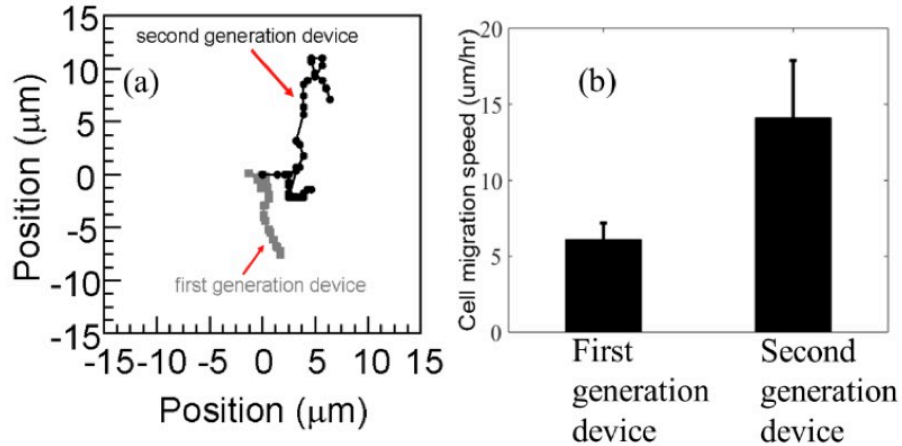 15
10
5
0
-5
-10
-15
Position (μm)
(a)
second generation device
first generation device
-15
-10
-5
0
5
10
15
Position (μm)
20
15
10
5
0
Cell migration speed (um/hr)
(b)
First
generation
device
Second
generation
device